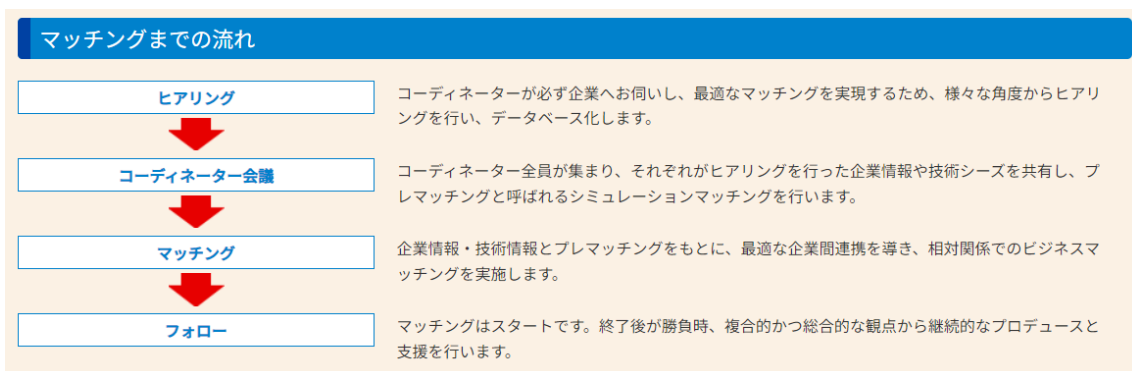 マッチングまでの流れ
ヒアリング
コーディネーターが必ず企業へお伺いし、最適なマッチングを実現するため、様々な角度からヒアリ
ングを行い、データベース化します。
コーディネーター会議
コーディネーター全員が集まり、それぞれがヒアリングを行った企業情報や技術シーズを共有し、プ
レマッチングと呼ばれるシミュレーションマッチングを行います。
マッチング
企業情報・技術情報とプレマッチングをもとに、最適な企業間連携を導き、相対関係でのビジネスマ
ッチングを実施します。
フォロー
マッチングはスタートです。終了後が勝負時、複合的かつ総合的な観点から継続的なプロデュースと
支援を行います。